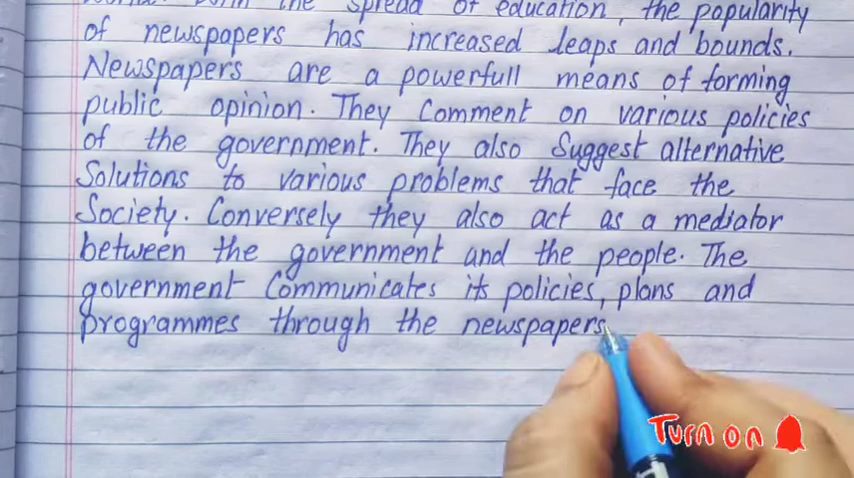 the spread of education, the popularity
of newspapers has increased leaps and bounds.
Newspapers are a powerfull means of forming
public opinion. They Comment on various policies
of the government. They also Suggest alternative
Solutions to various problems that face the
Society. Conversely they also act as a mediator
between the government and the people. The
government Communicates its policies, plans and
programmes through the newspapers
Turn on